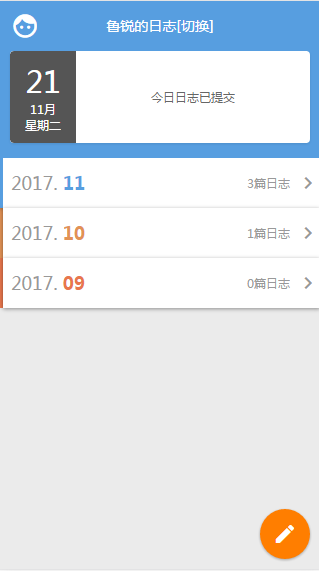 鲁锐的日志[切换]
21
11月
星期二
今日日志已提交
2017. 11
3篇日志
2017. 10
1篇日志
2017. 09
0篇日志